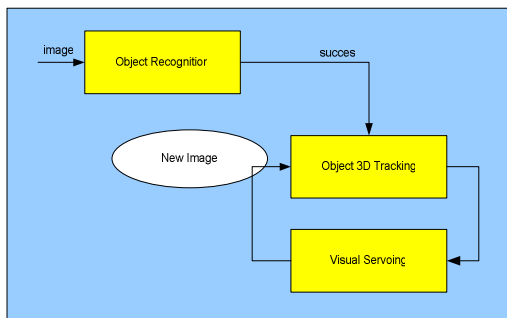 image
succes
Object Recognitior
New Image
Object 3D Tracking
Visual Servoing